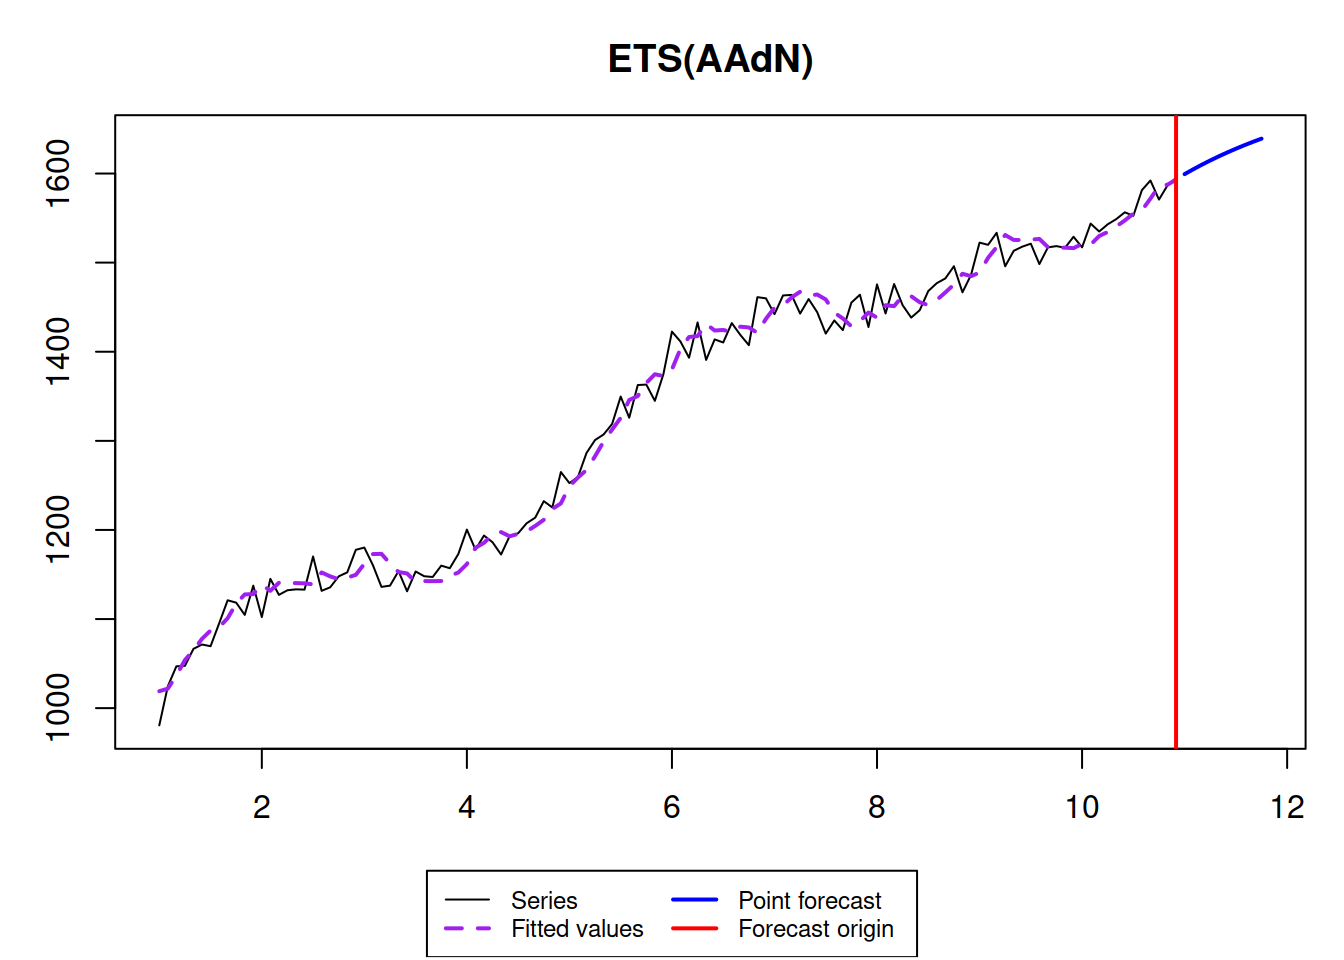 ETS(AAdN)
1600
1400
1200
1000
2 4 6 8 10 12
Series Point forecast
Fitted values Forecast origin